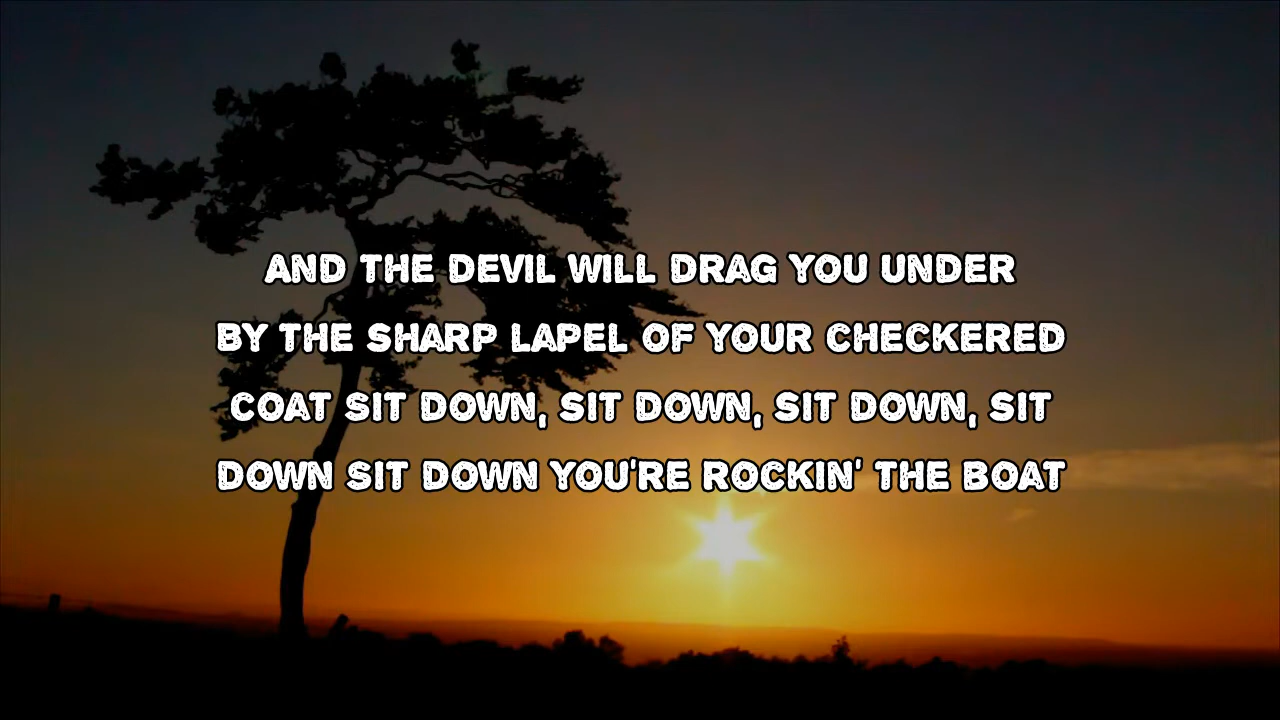 AND THE DEVIL WILL DRAG YOU UNDER
BY THE SHARP LAPEL OF YOUR CHECKERED
COAT SIT DOWN, SIT DOWN, SIT DOWN, SIT
DOWN SIT DOWN YOU'RE ROCKIN' THE BOAT